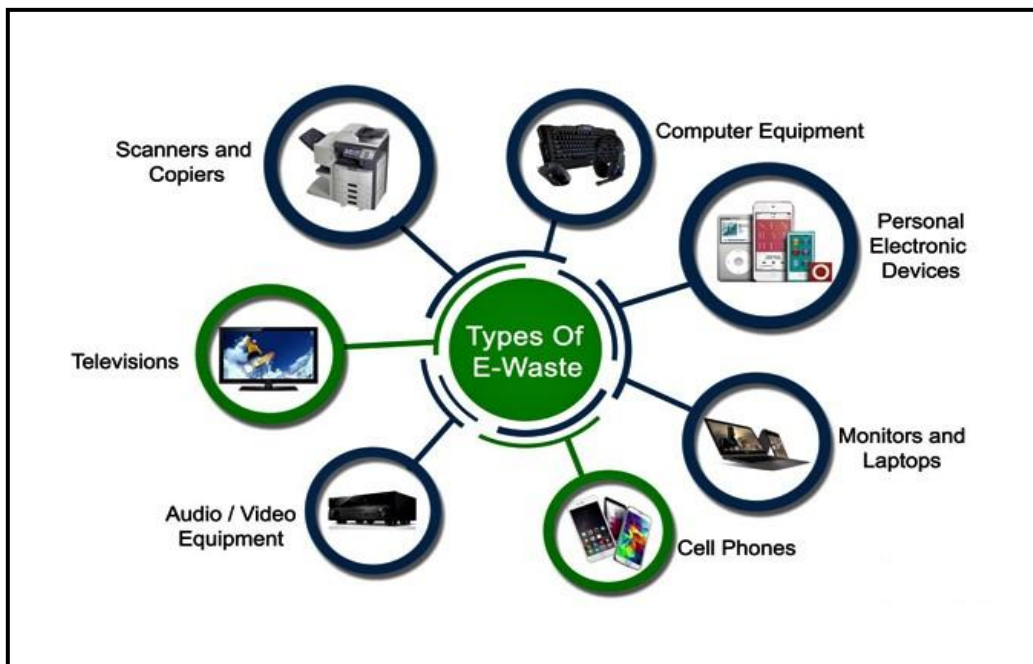 Types Of
E-Waste
Scanners and
Copiers
Computer Equipment
Personal
Electronic
Devices
Monitors and
Laptops
Cell Phones
Audio / Video
Equipment
Televisions